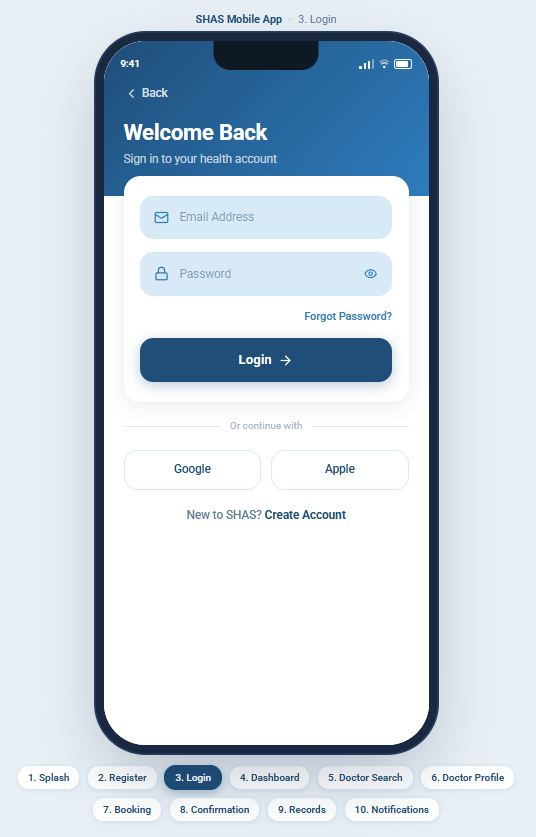 SHAS Mobile App · 3. Login
9:41
Back
Welcome Back
Sign in to your health account
Email Address
Password
Forgot Password?
Login →
Or continue with
Google Apple
New to SHAS? Create Account
1. Splash 2. Register 3. Login 4. Dashboard 5. Doctor Search 6. Doctor Profile
7. Booking 8. Confirmation 9. Records 10. Notifications